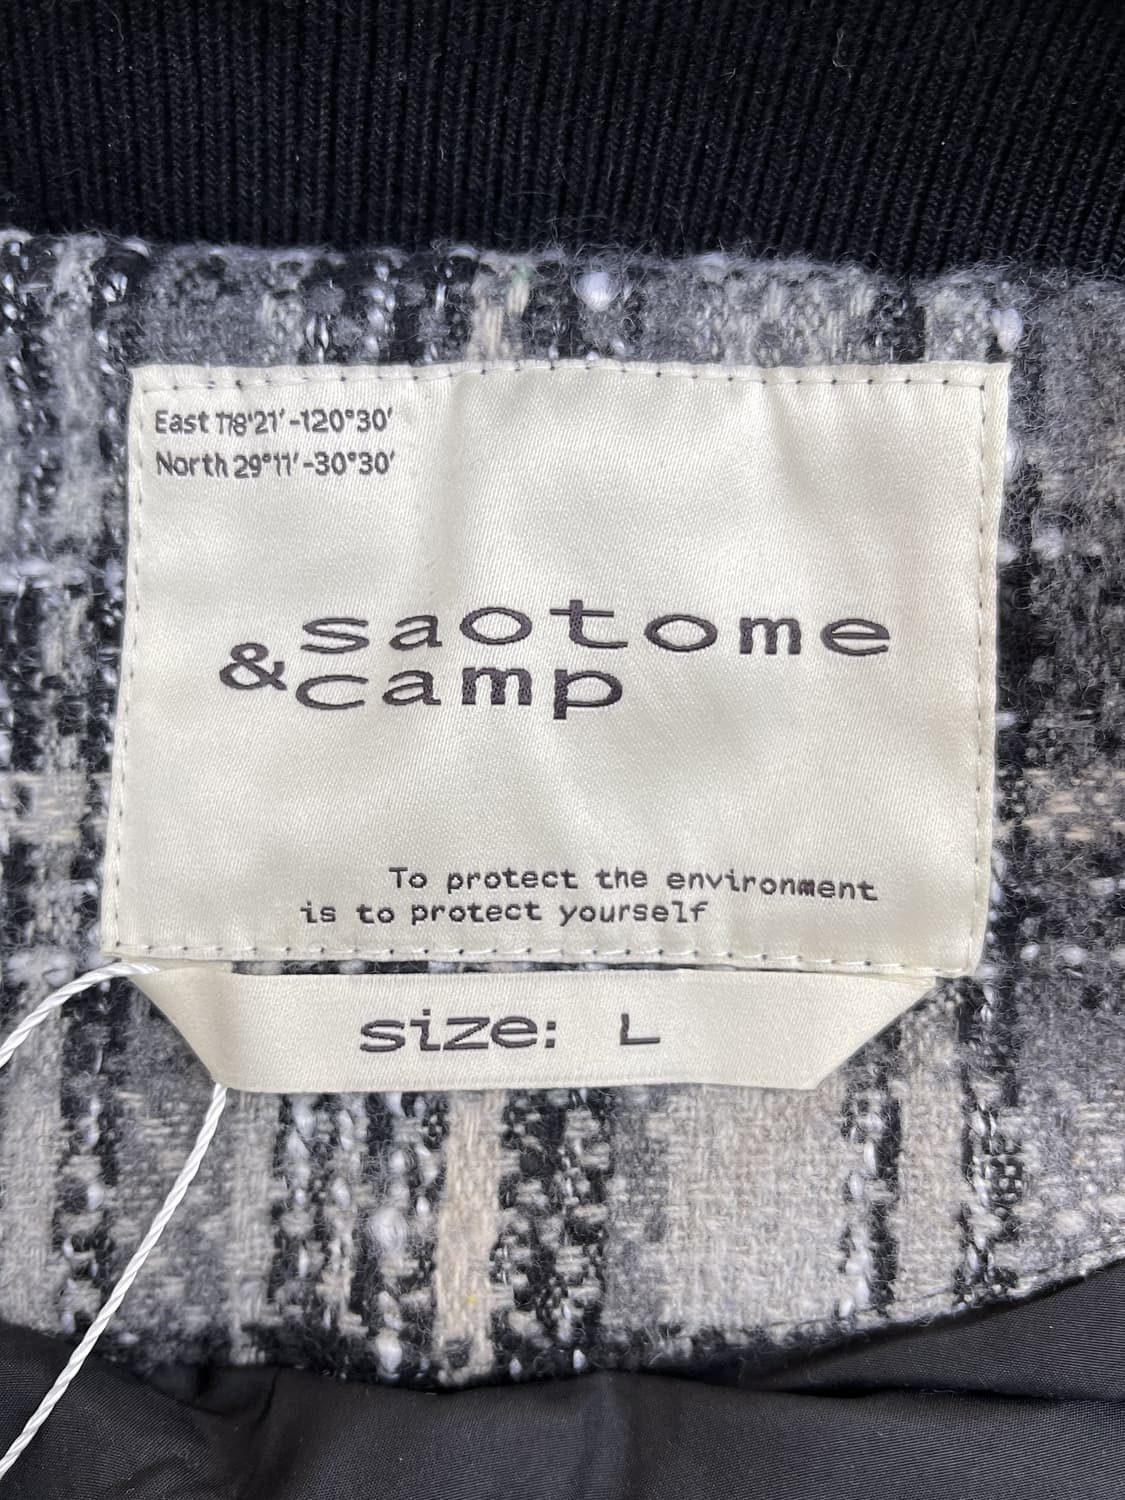 East 118°21′-120°30′
North 29°11′-30°30′
saotome
&camp
To protect the environment
is to protect yourself
size: L